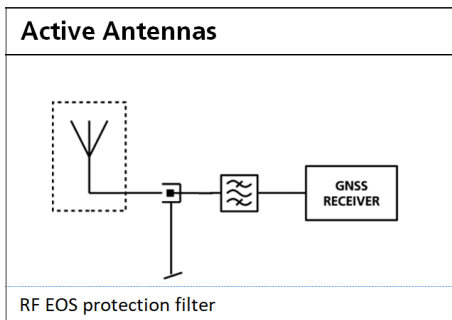 Active Antennas
GNSS
RECEIVER
RF EOS protection filter